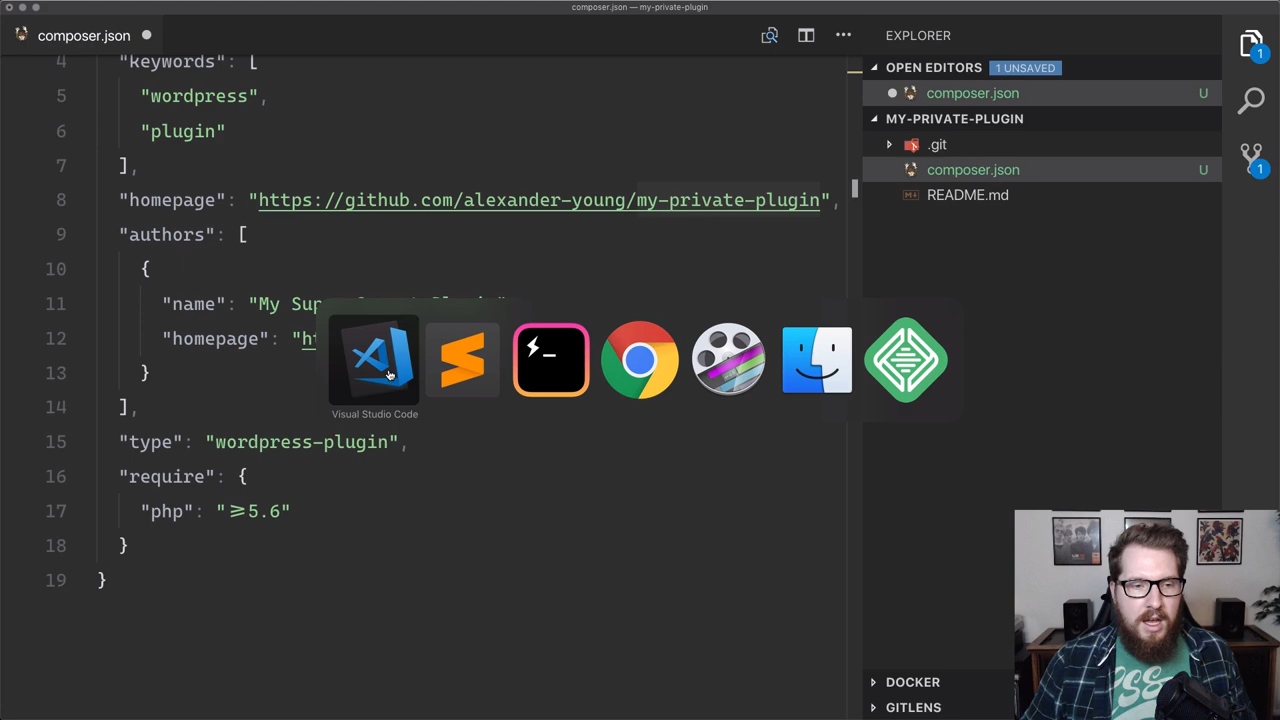 composer.json — my-private-plugin
composer.json
4 "keywords": [
5 "wordpress",
6 "plugin"
7 ],
8 "homepage": "https://github.com/alexander-young/my-private-plugin",
9 "authors": [
10 {
11 "name": "My
12 "homepage": "ht
13 }
14 ],
15 "type": "wordpress-plugin",
16 "require": {
17 "php": ">=5.6"
18 }
19 }
Visual Studio Code
EXPLORER
OPEN EDITORS 1 UNSAVED
composer.json U
MY-PRIVATE-PLUGIN
.git
composer.json U
README.md
DOCKER
GITLENS
1
1